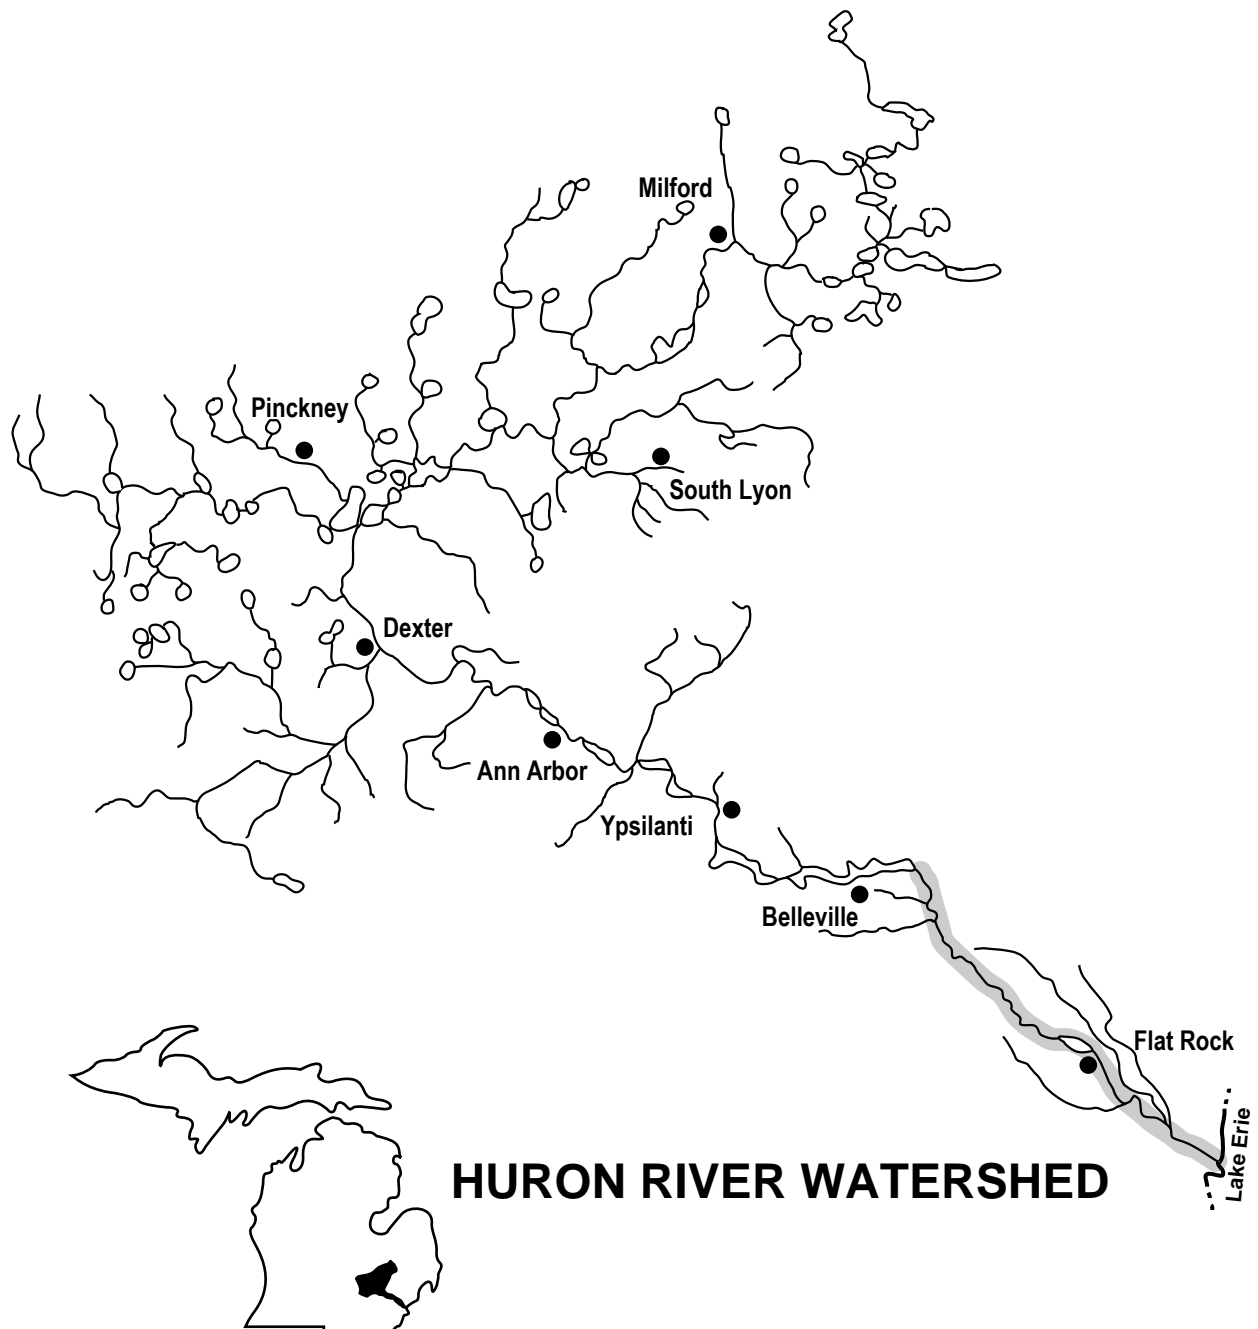 Milford
Pinckney
South Lyon
Dexter
Ann Arbor
Ypsilanti
Belleville
Flat Rock
Lake Erie
HURON RIVER WATERSHED